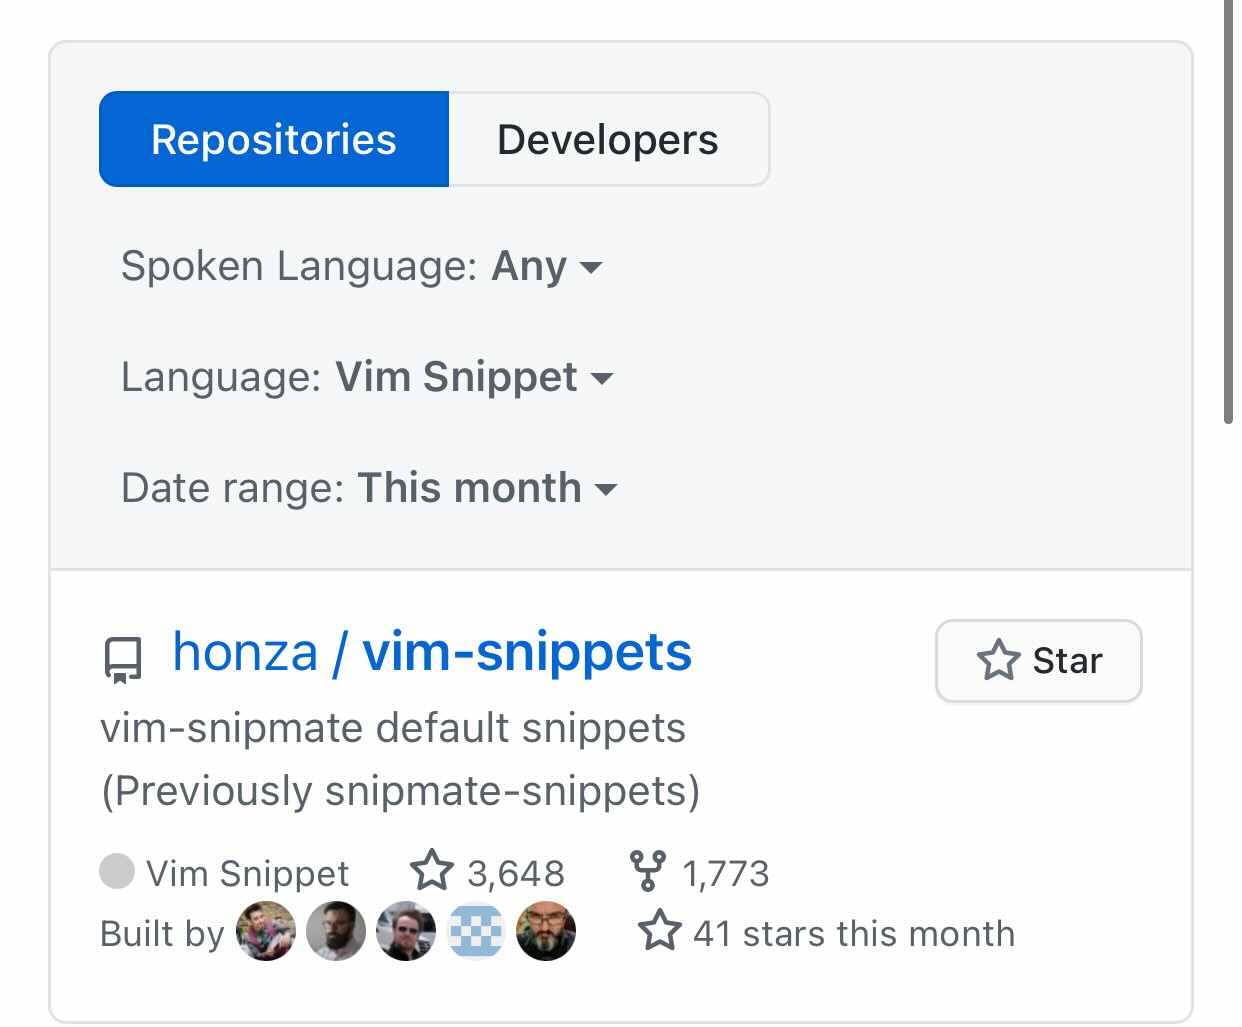 Repositories Developers
Spoken Language: Any
Language: Vim Snippet
Date range: This month
honza / vim-snippets
Star
vim-snipmate default snippets
(Previously snipmate-snippets)
Vim Snippet 3,648 1,773
Built by 41 stars this month